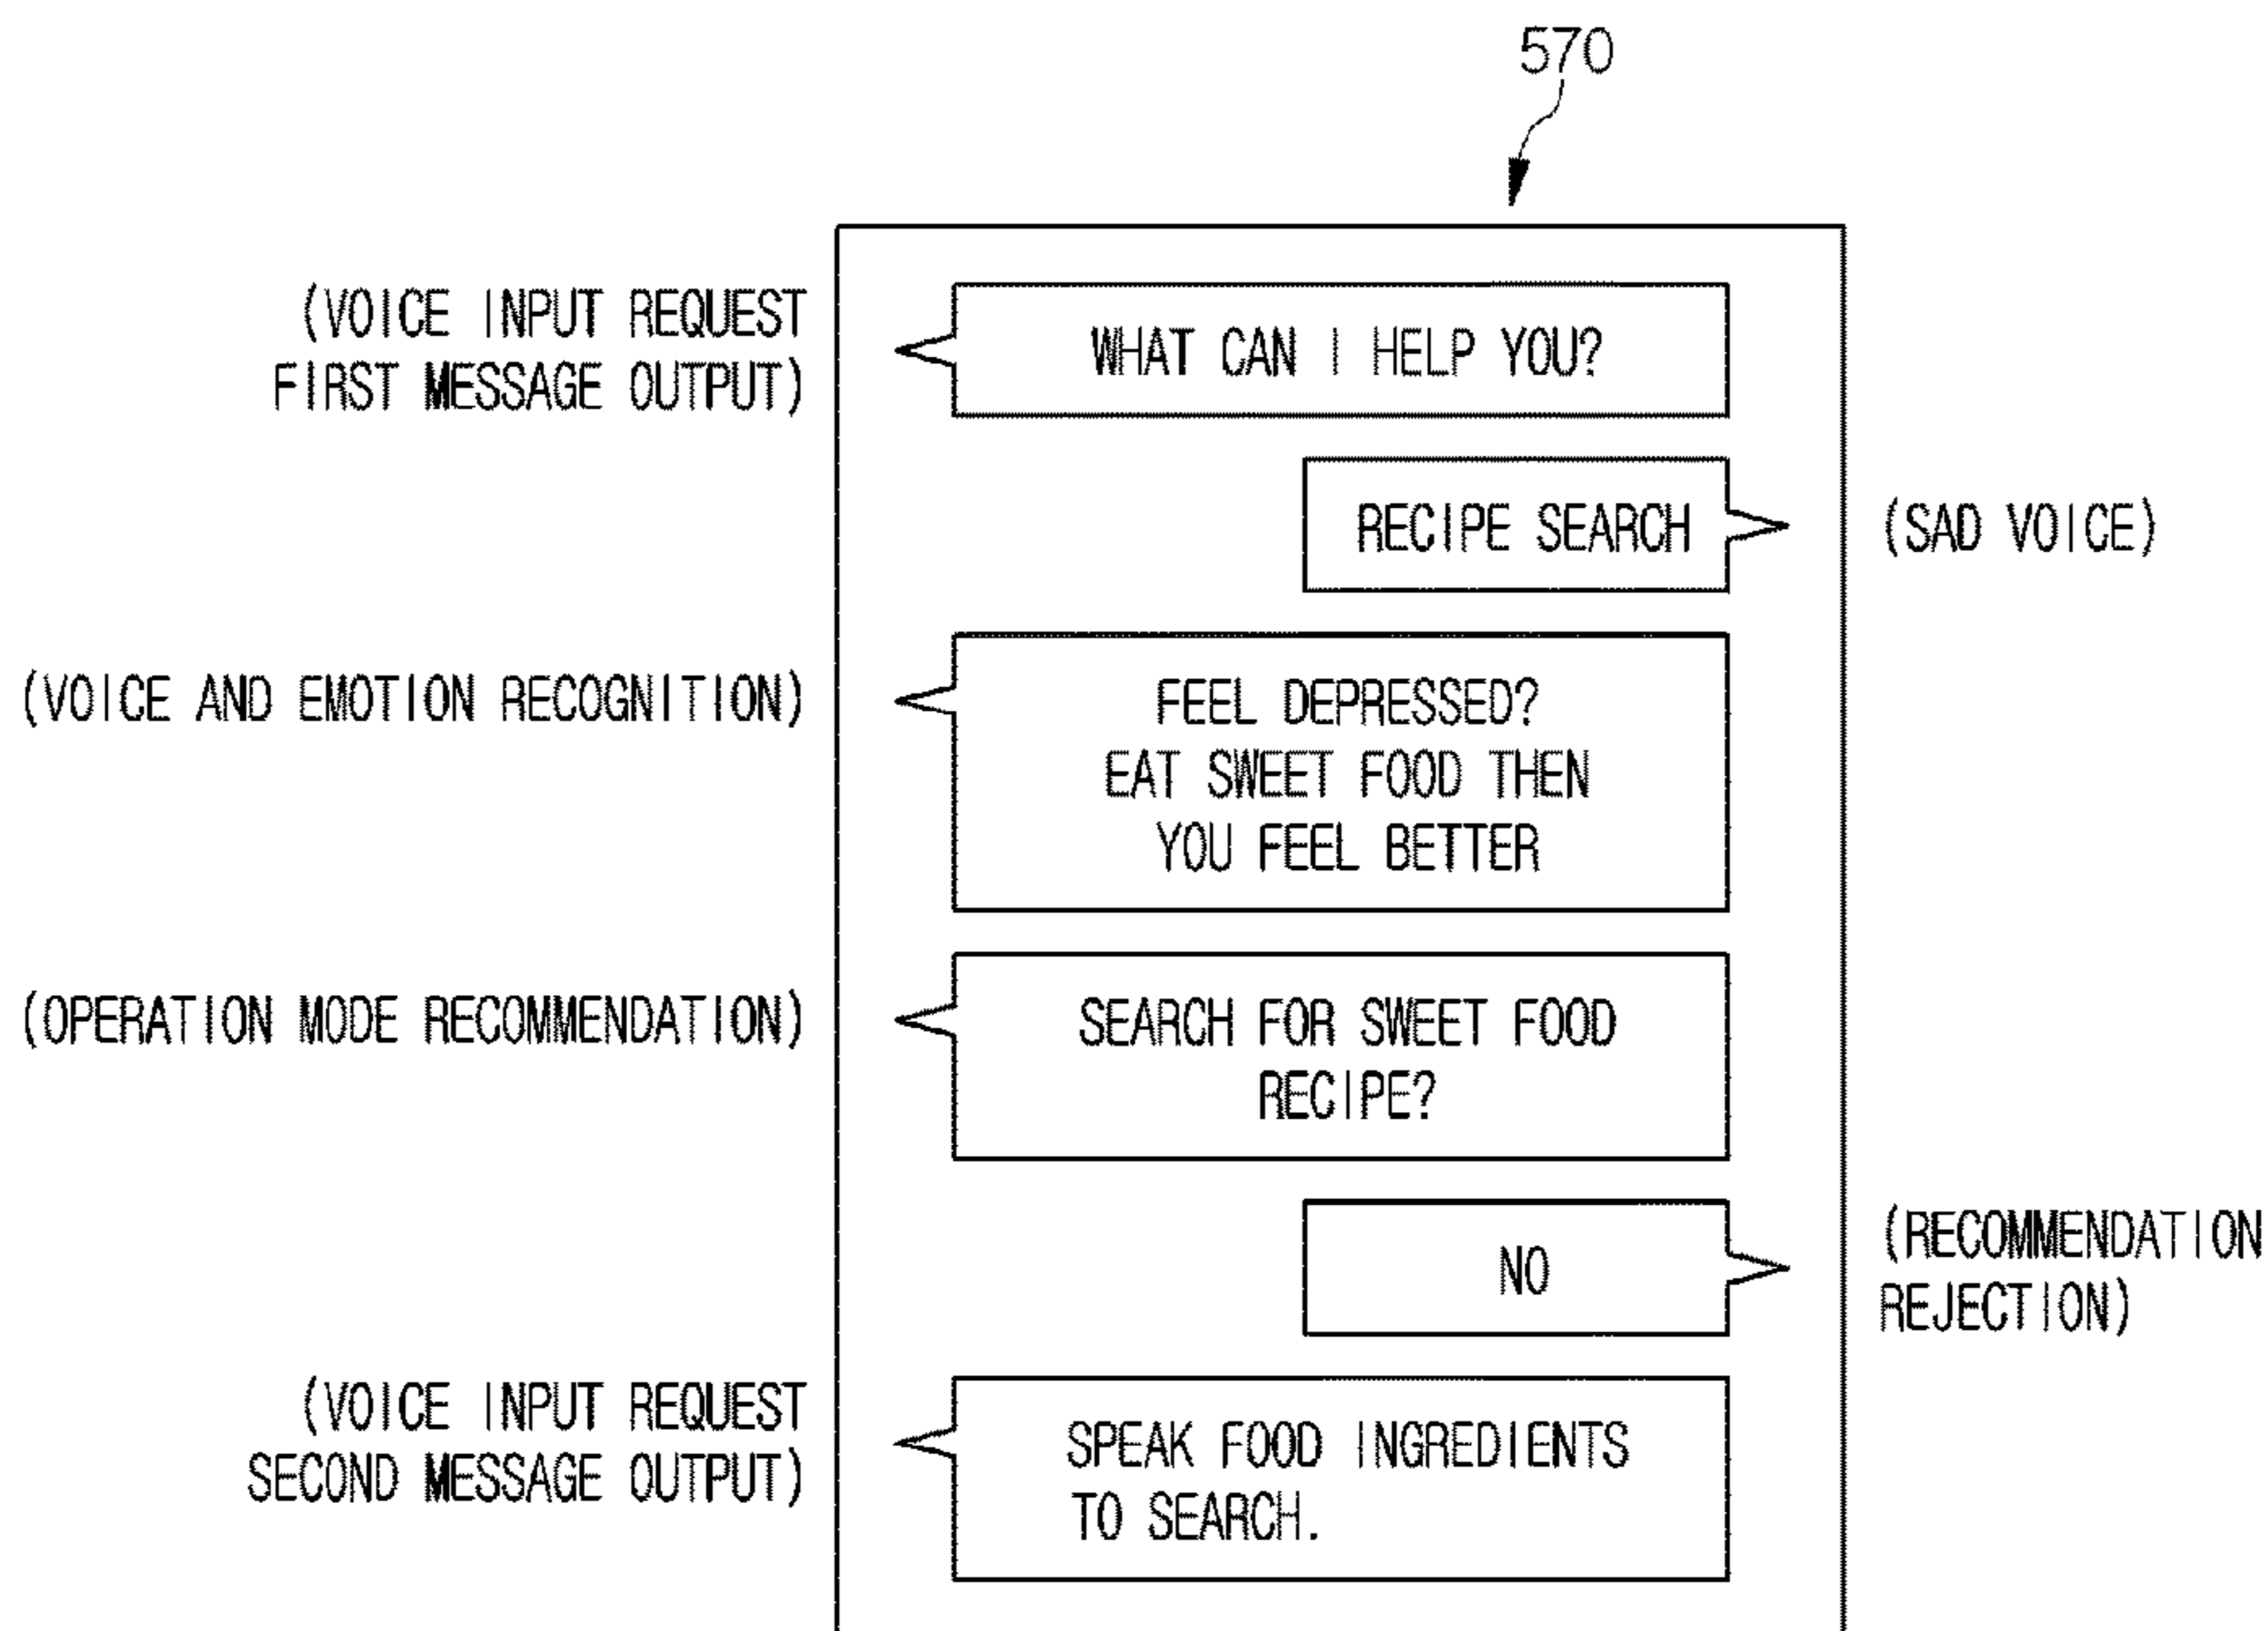 570
(VOICE INPUT REQUEST
FIRST MESSAGE OUTPUT)
WHAT CAN I HELP YOU?
RECIPE SEARCH
(SAD VOICE)
(VOICE AND EMOTION RECOGNITION)
FEEL DEPRESSED?
EAT SWEET FOOD THEN
YOU FEEL BETTER
(OPERATION MODE RECOMMENDATION)
SEARCH FOR SWEET FOOD
RECIPE?
NO
(RECOMMENDATION
REJECTION)
(VOICE INPUT REQUEST
SECOND MESSAGE OUTPUT)
SPEAK FOOD INGREDIENTS
TO SEARCH.